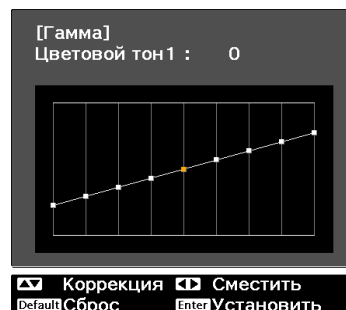 [Гамма]
Цветовой тон1 : 0
Коррекция Сместить
Default Сброс Enter Установить